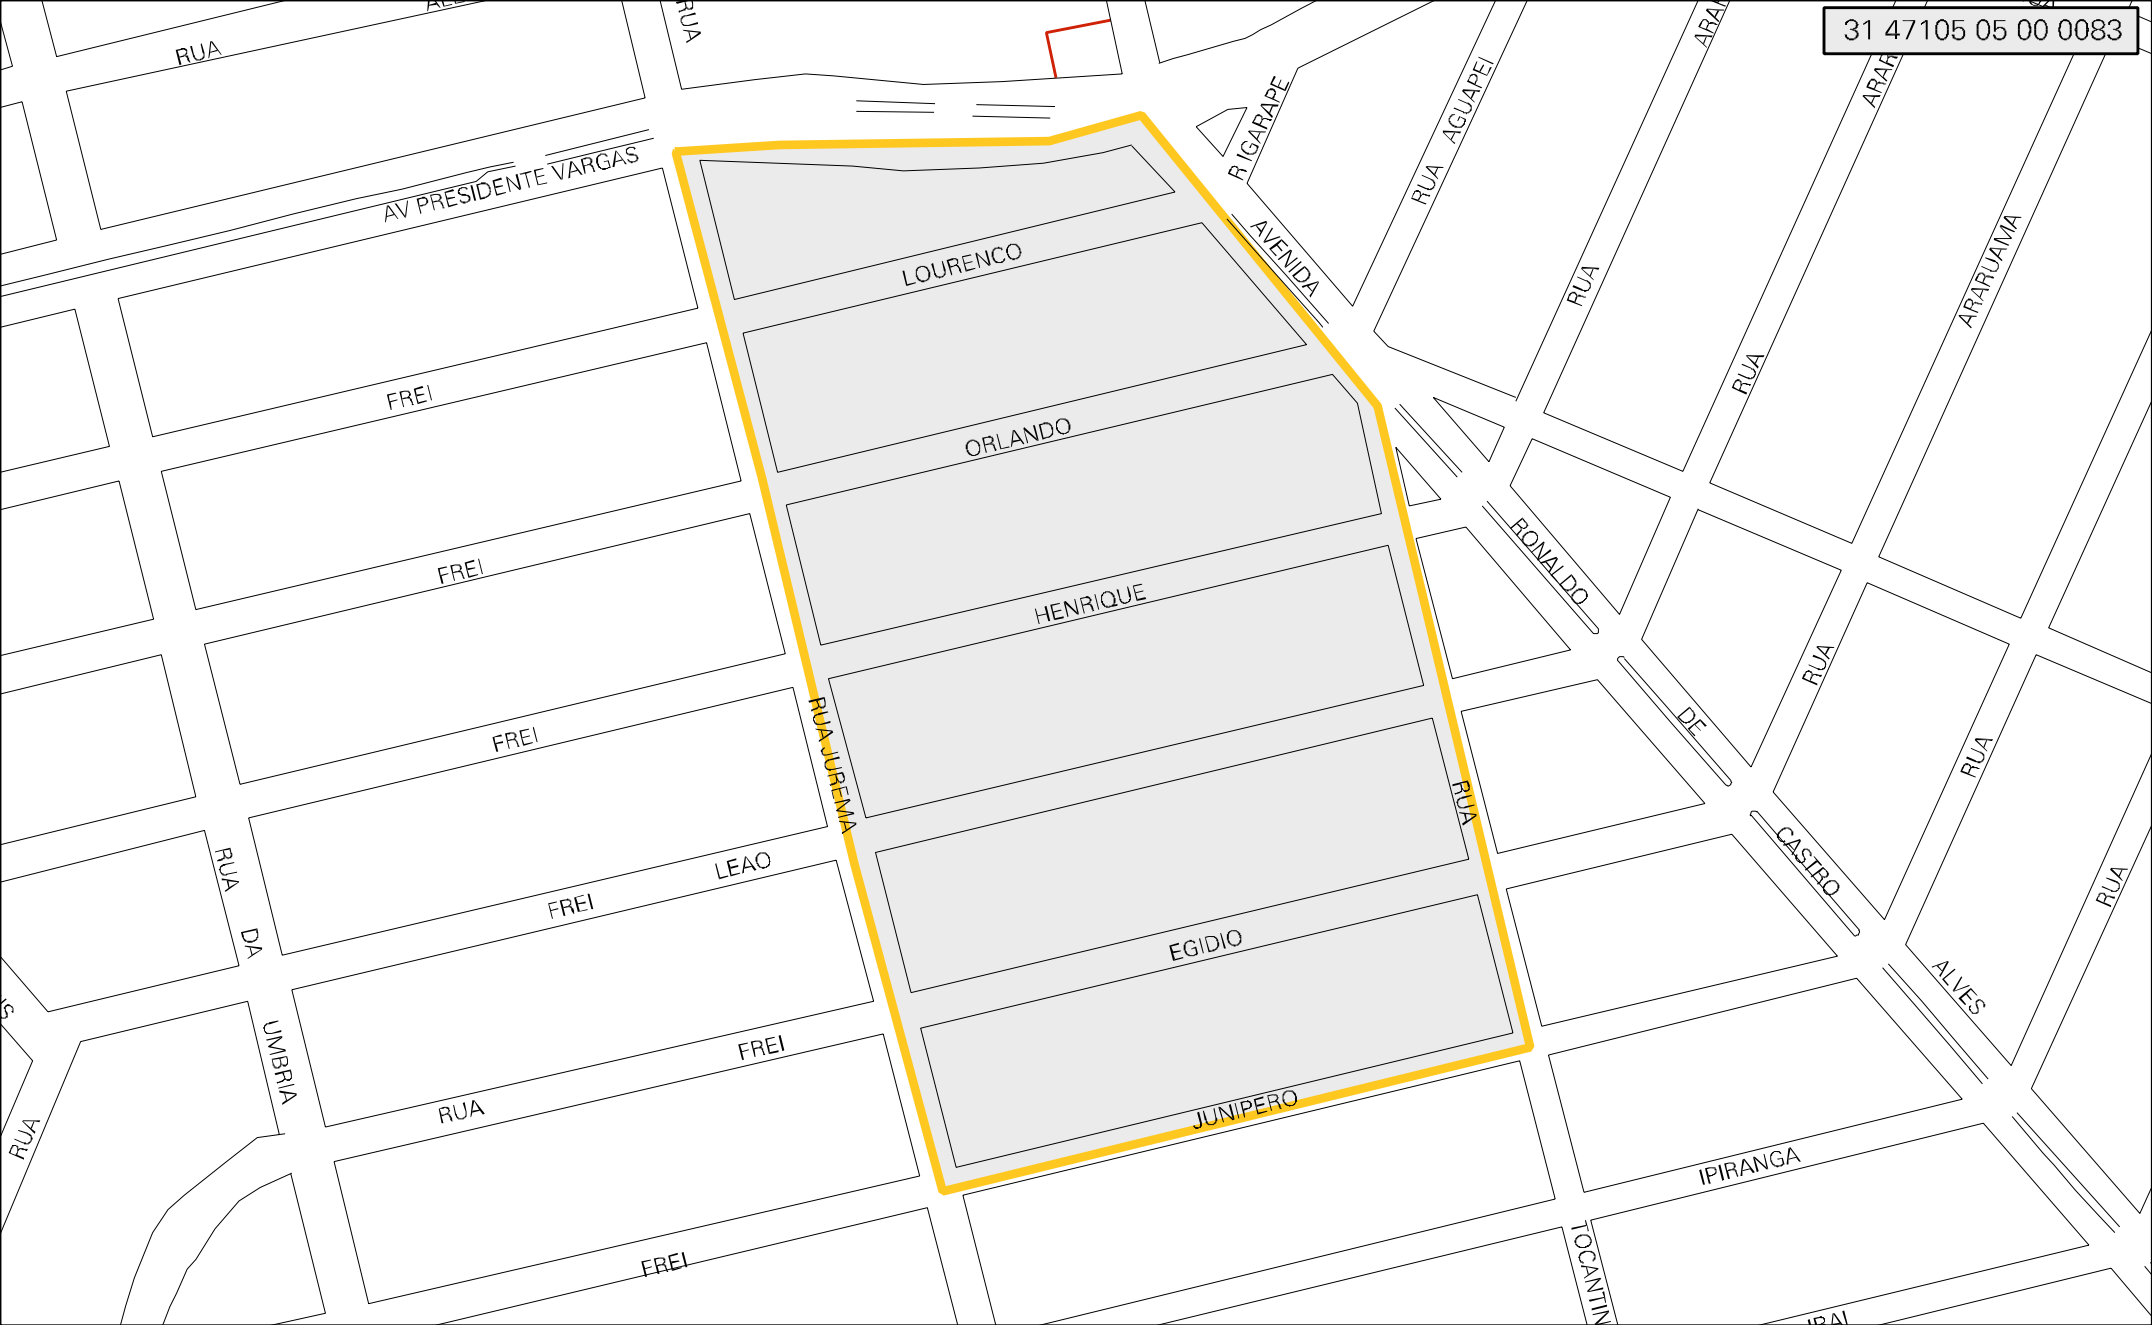 31 47105 05 00 0083
RUA
RUA
AV PRESIDENTE VARGAS
R IGARAPE
RUA AGUAPEI
AVENIDA
LOURENCO
RUA
ARARUAMA
RUA
FREI
ORLANDO
FREI
HENRIQUE
RONALDO
RUA
FREI
RUA JUREMA
DE
RUA
RUA
LEAO
FREI
CASTRO
RUA
RUA
DA
UMBRIA
EGIDIO
ALVES
FREI
RUA
JUNIPERO
RUA
IPIRANGA
FREI
TOCANTIN